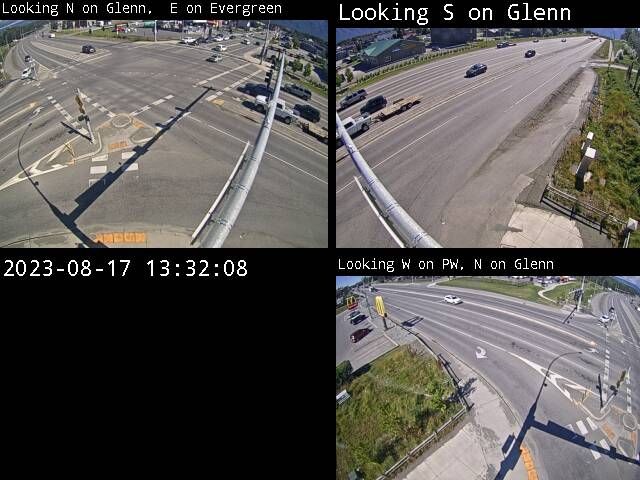 Looking N on Glenn,  E on Evergreen
Looking S on Glenn
2023-08-17 13:32:08
Looking W on PW, N on Glenn